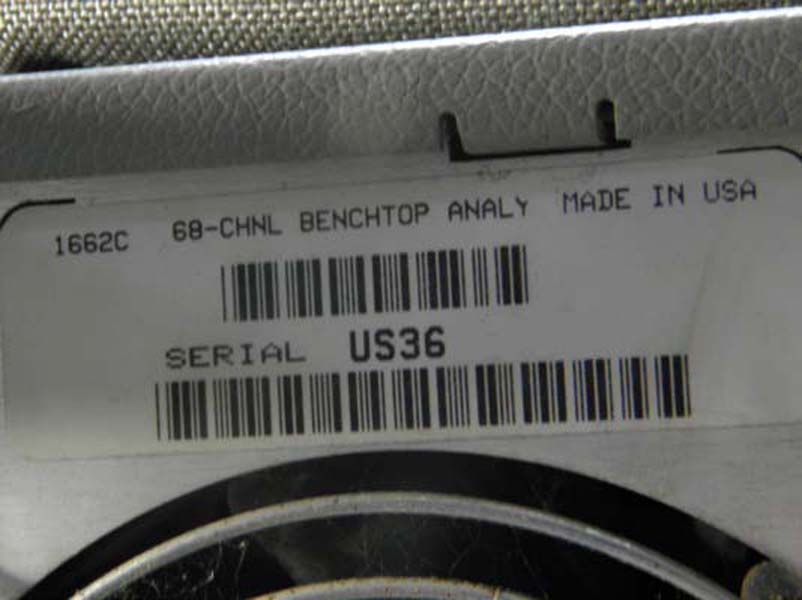 1662C 68-CHNL BENCHTOP ANALY MADE IN USA
SERIAL US36